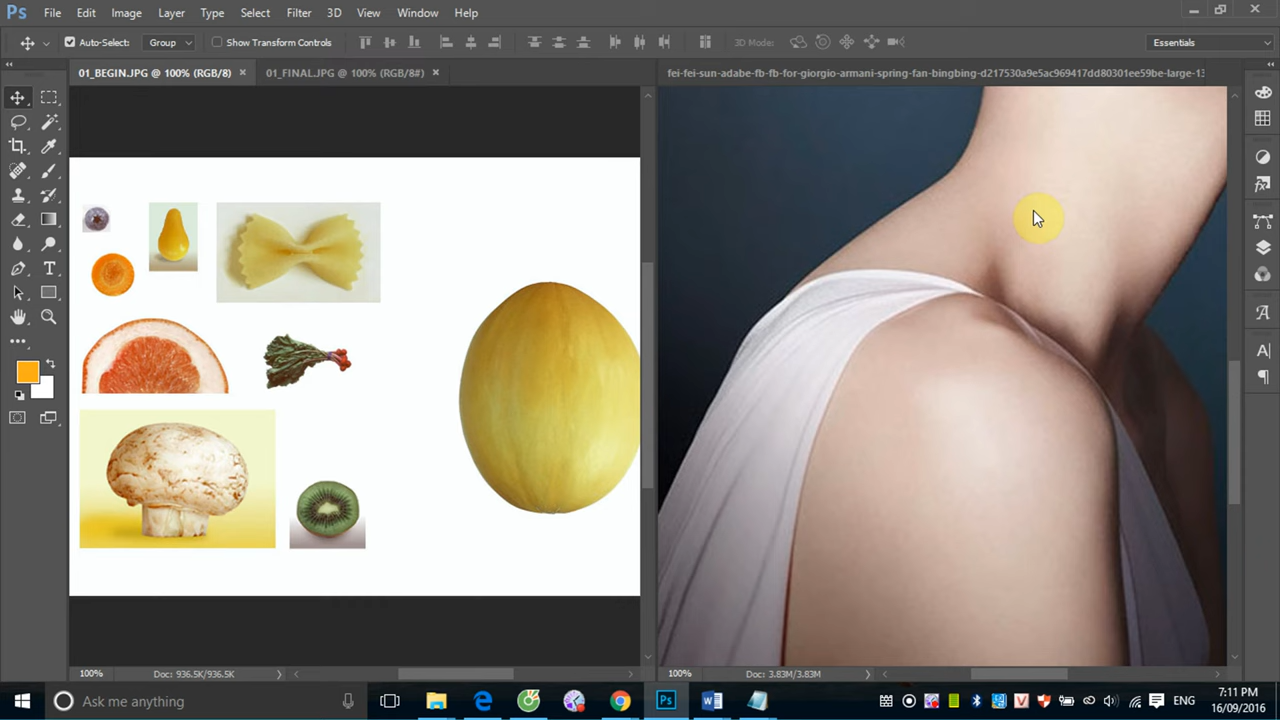 Ps File Edit Image Layer Type Select Filter 3D View Window Help
Auto-Select: Group Show Transform Controls 3D Mode: Essentials
01_BEGIN.JPG @ 100% (RGB/8) × 01_FINAL.JPG @ 100% (RGB/8#) × fei-fei-sun-adabe-fb-fb-for-giorgio-armani-spring-fan-bingbing-d217530a9e5ac969417dd80301ee59be-large-13
100% Doc: 936.5K/936.5K 100% Doc: 3.83M/3.83M
Ask me anything ENG 7:11 PM
16/09/2016